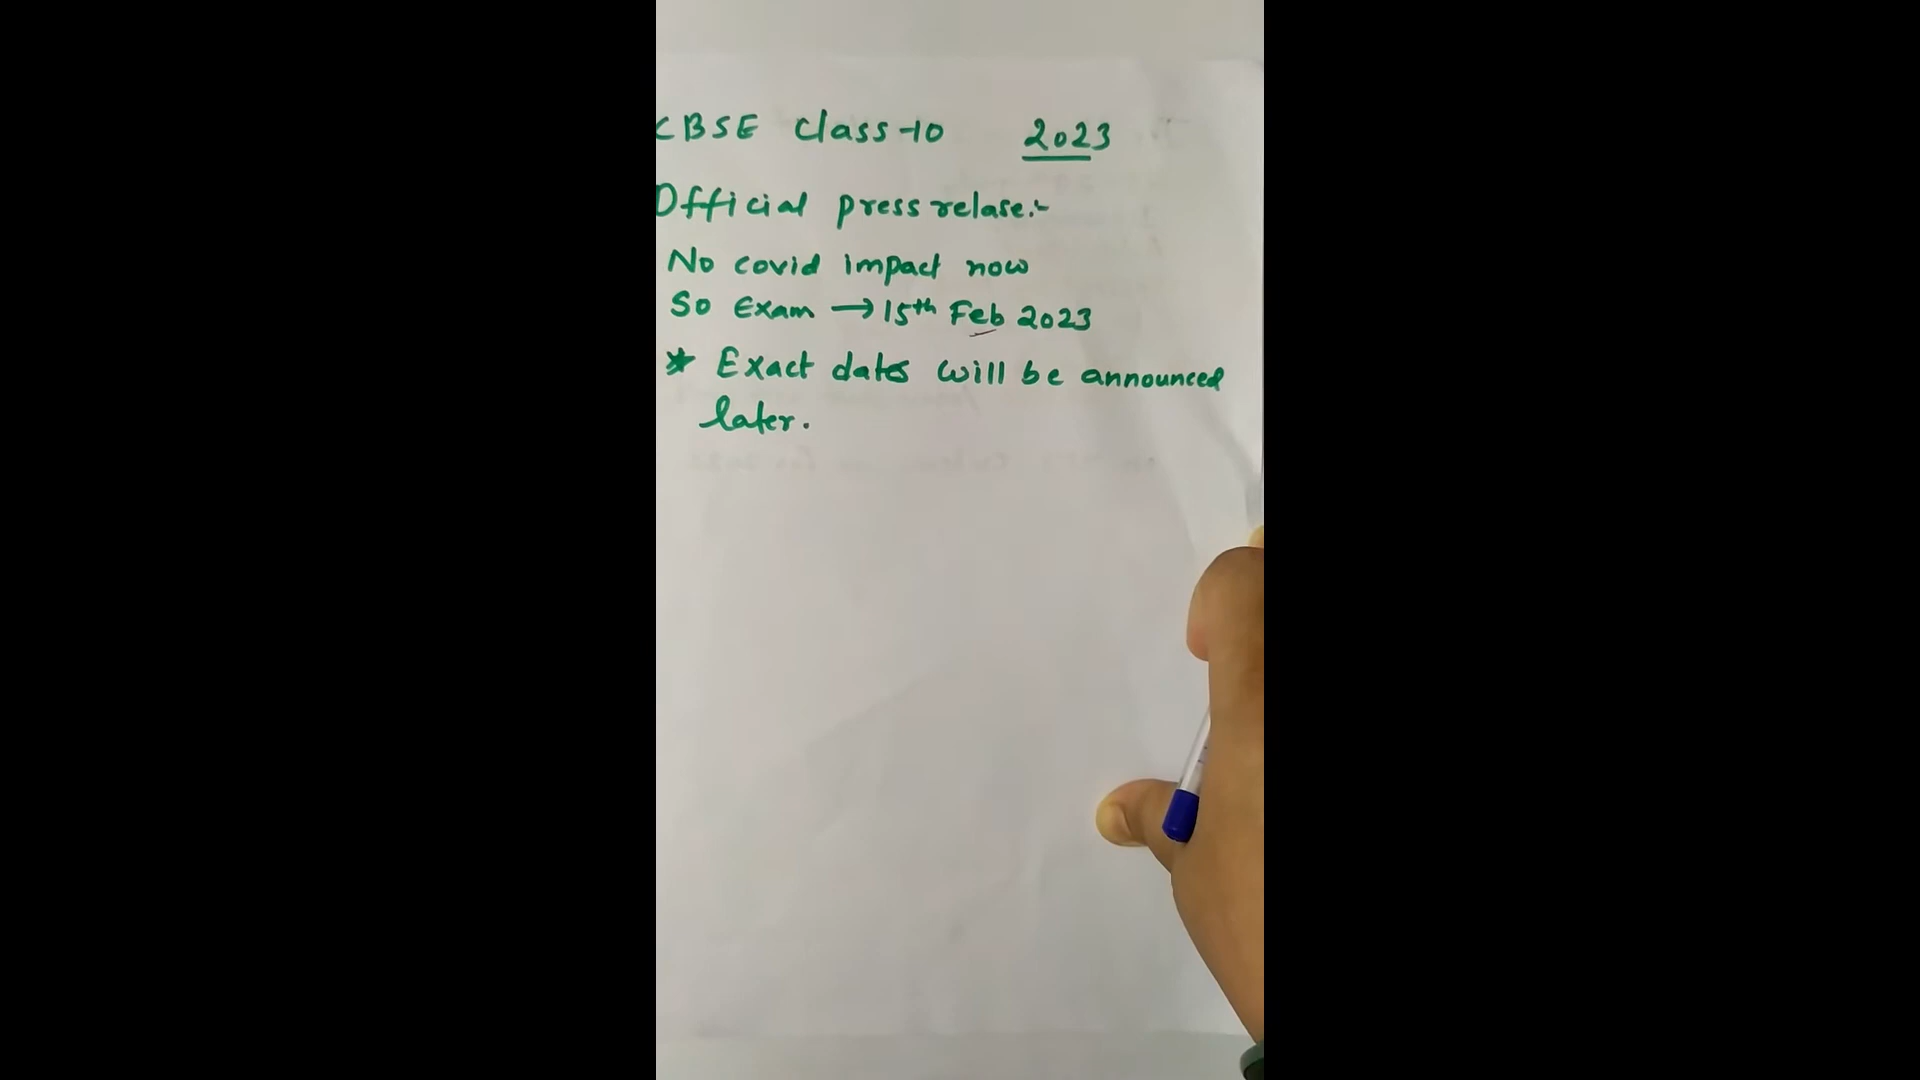 CBSE Class-10 2023
Official press relase:-
No covid impact now
So Exam → 15th Feb 2023
* Exact dates will be announced
later.